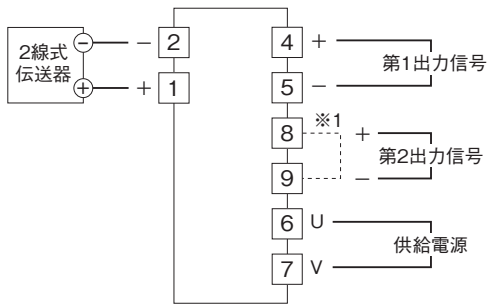 2線式
伝送器
−
+
− 2
+ 1
4 +
5 −
第1出力信号
※1
8 +
9 −
第2出力信号
6 U
7 V
供給電源